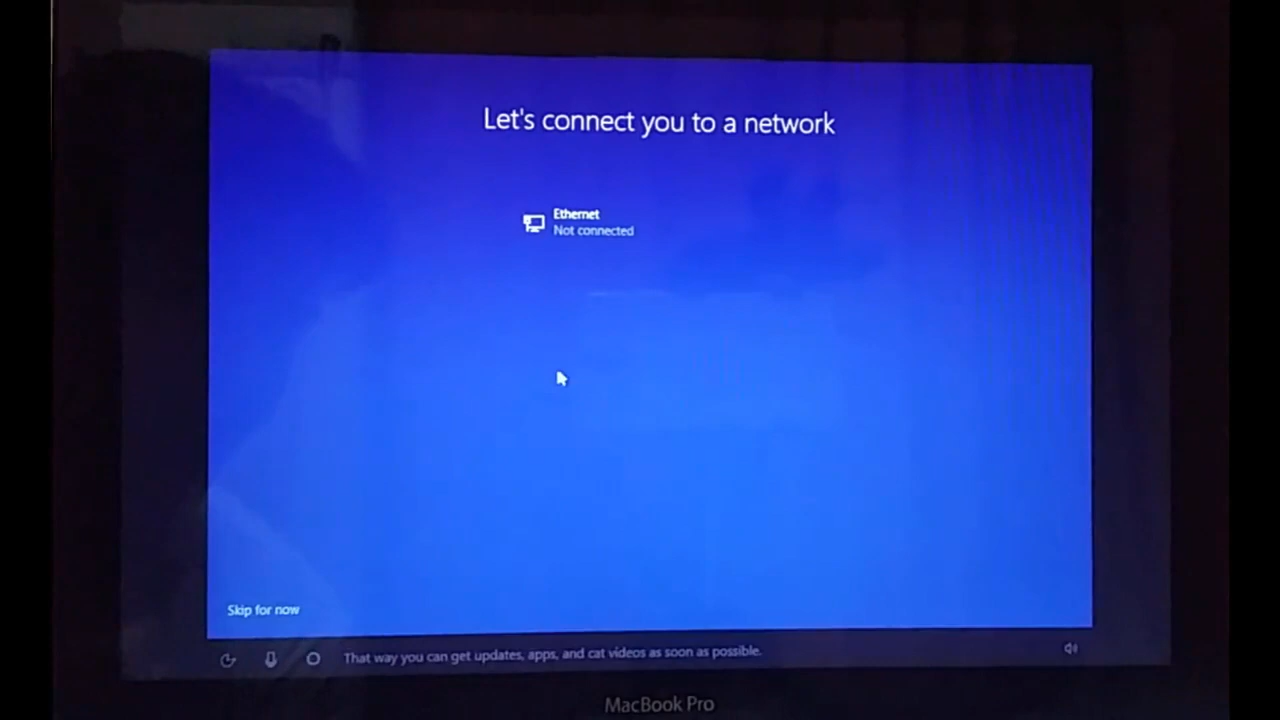 Let's connect you to a network
Ethernet
Not connected
Skip for now
That way you can get updates, apps, and cat videos as soon as possible.
MacBook Pro